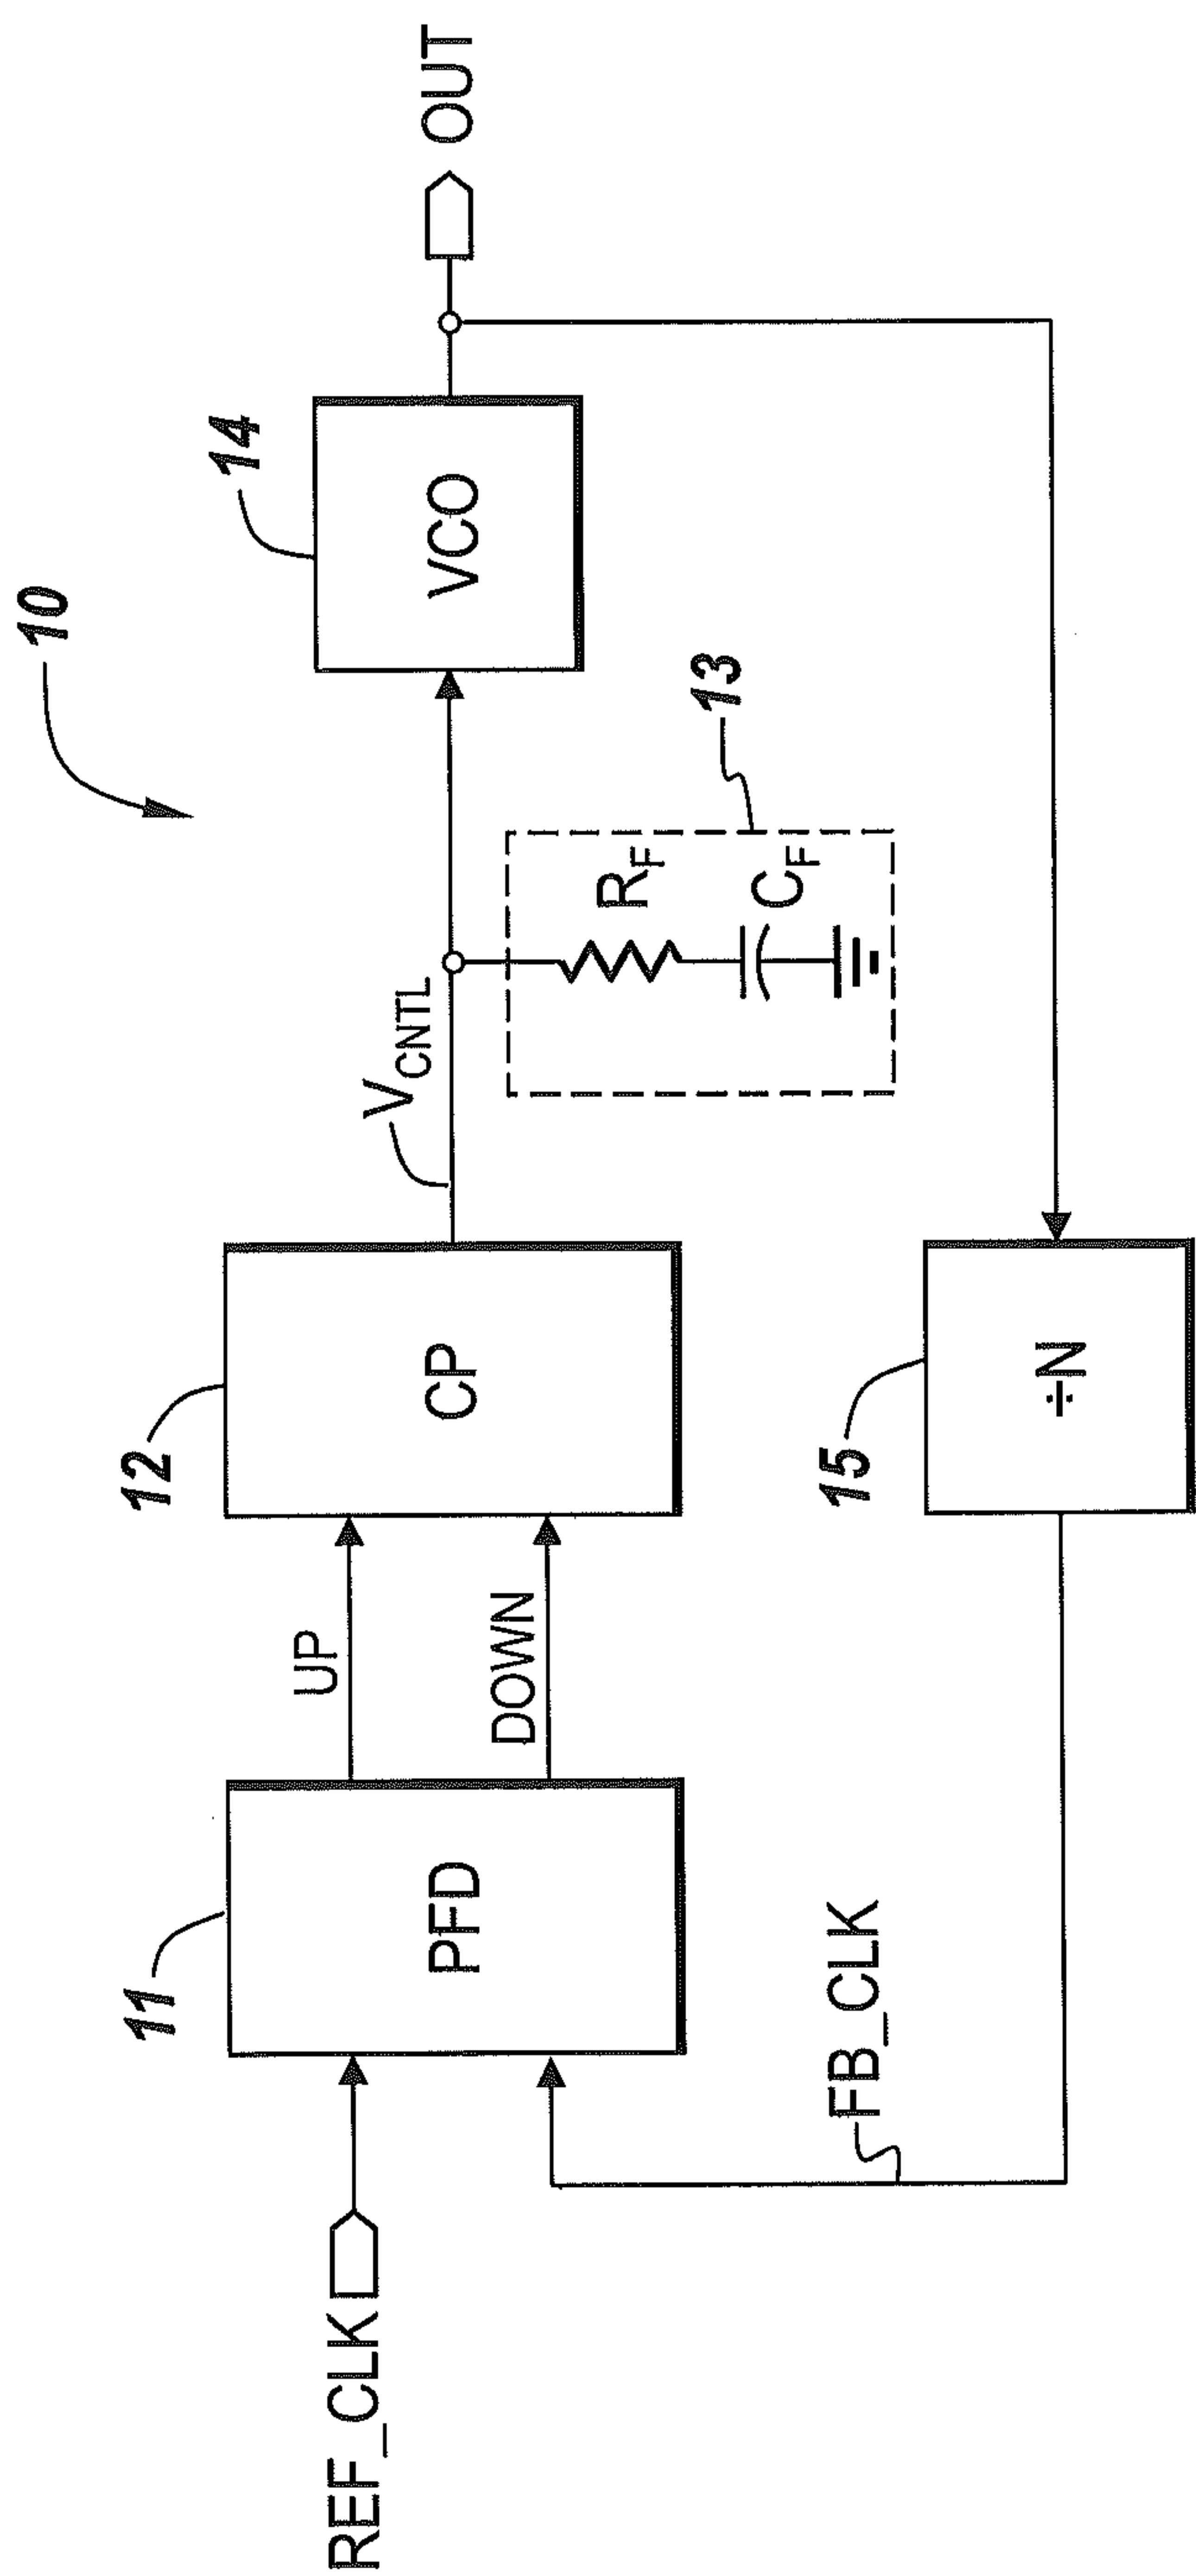 10
14
OUT
12
V_CNTL
VCO
11
UP
CP
13
REF_CLK
PFD
DOWN
R_F
C_F
15
FB_CLK
÷N